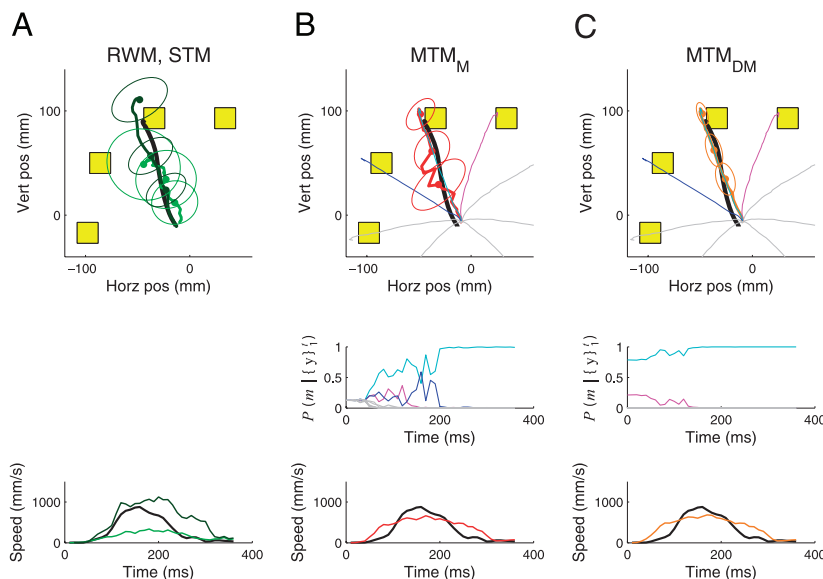 A
B
C
RWM, STM
MTM_M
MTM_DM
Vert pos (mm)
100
0
−100
0
Horz pos (mm)
Vert pos (mm)
100
0
−100
0
Horz pos (mm)
Vert pos (mm)
100
0
−100
0
Horz pos (mm)
P (m | { y}₁ᵗ)
1
0.5
0
0
200
400
Time (ms)
P (m | { y}₁ᵗ)
1
0.5
0
0
200
400
Time (ms)
Speed (mm/s)
1000
0
0
200
400
Time (ms)
Speed (mm/s)
1000
0
0
200
400
Time (ms)
Speed (mm/s)
1000
0
0
200
400
Time (ms)